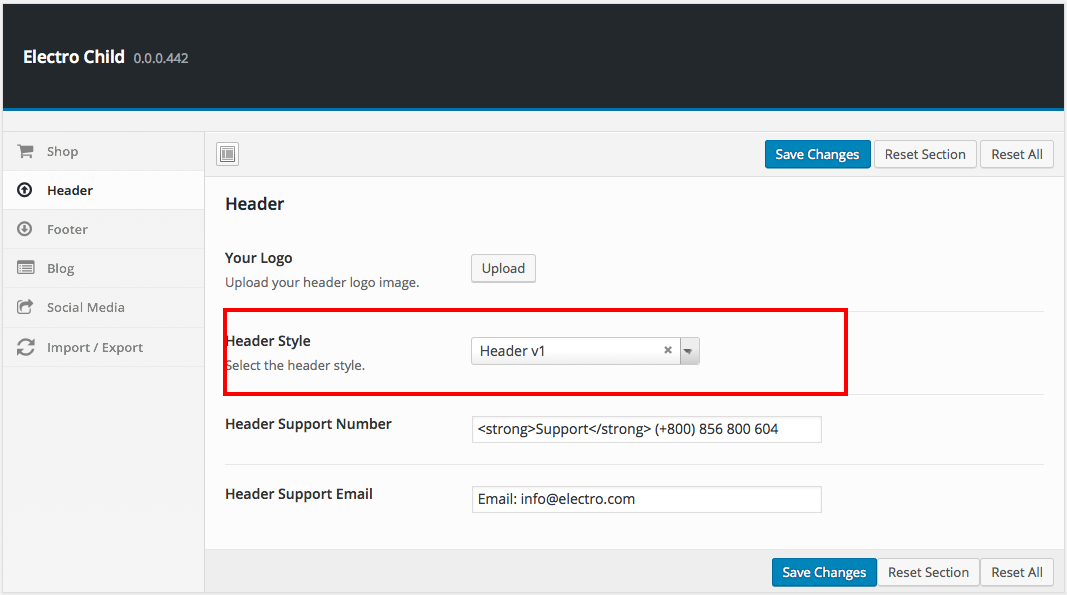 Electro Child 0.0.0.442
Shop
Header
Footer
Blog
Social Media
Import / Export
Save Changes Reset Section Reset All
Header
Your Logo
Upload your header logo image.
Upload
Header Style
Select the header style.
Header v1 ×
Header Support Number
<strong>Support</strong> (+800) 856 800 604
Header Support Email
Email: info@electro.com
Save Changes Reset Section Reset All